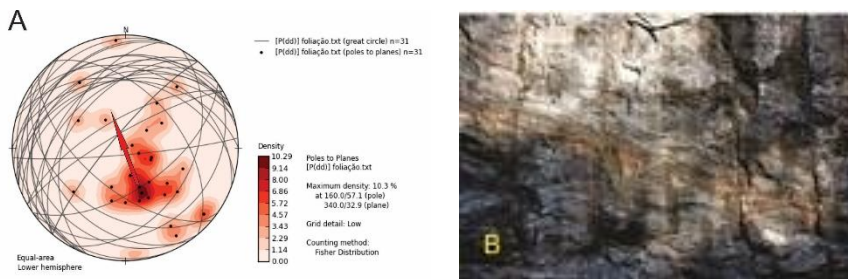 A
N
[P(dd)] foliação.txt (great circle) n=31
[P(dd)] foliação.txt (poles to planes) n=31
Density
10.29
9.14
8.00
6.86
5.72
4.57
3.43
2.29
1.14
0.00
Poles to Planes
[P(dd)] foliação.txt
Maximum density: 10.3 %
at 160.0/57.1 (pole)
340.0/32.9 (plane)
Grid detail: Low
Counting method:
Fisher Distribution
Equal-area
Lower hemisphere
B